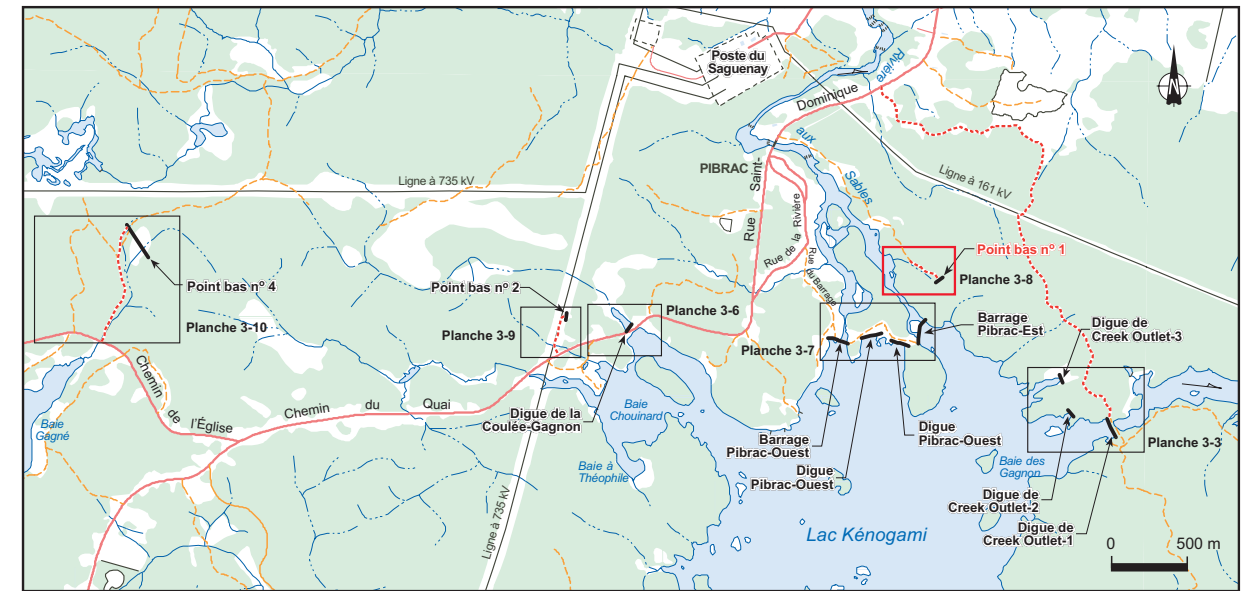 Poste du
Saguenay
Rivière
aux
Sables
Dominique
Saint-
Rue
PIBRAC
Ligne à 735 kV
Ligne à 161 kV
Rue de la Rivière
Rue du Barrage
Point bas nº 1
Planche 3-8
Point bas nº 4
Planche 3-10
Point bas nº 2
Planche 3-9
Planche 3-6
Planche 3-7
Barrage
Pibrac-Est
Digue de
Creek Outlet-3
Chemin
de
l'Église
Chemin du Quai
Baie
Gagné
Digue de la
Coulée-Gagnon
Baie
Chouinard
Baie à
Théophile
Barrage
Pibrac-Ouest
Digue
Pibrac-Ouest
Digue
Pibrac-Ouest
Planche 3-3
Baie des
Gagnon
Digue de
Creek Outlet-2
Digue de
Creek Outlet-1
Ligne à 735 kV
Lac Kénogami
0 500 m
N